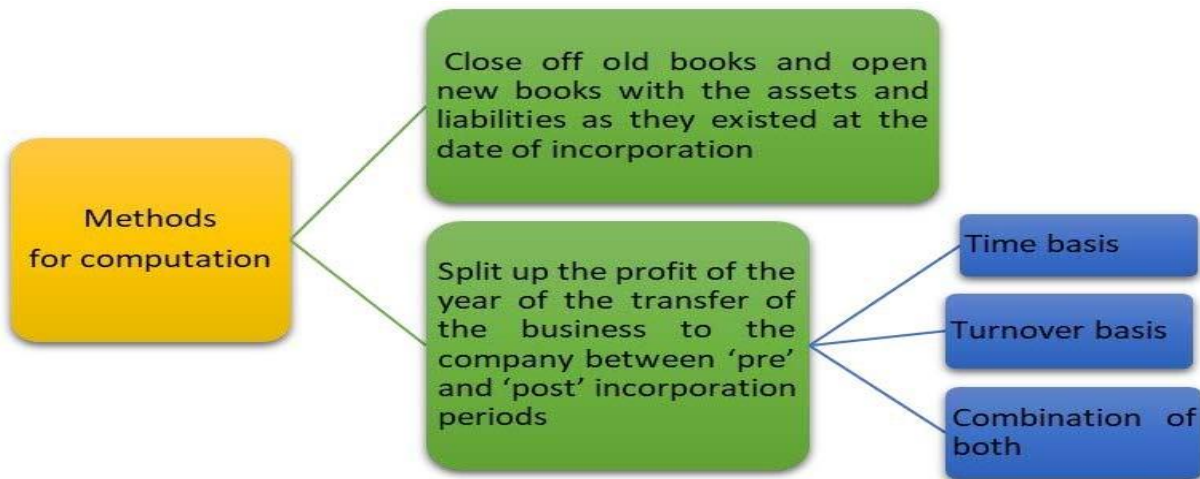 Methods
for computation
Close off old books and open
new books with the assets and
liabilities as they existed at the
date of incorporation
Split up the profit of the
year of the transfer of
the business to the
company between ‘pre’
and ‘post’ incorporation
periods
Time basis
Turnover basis
Combination of
both